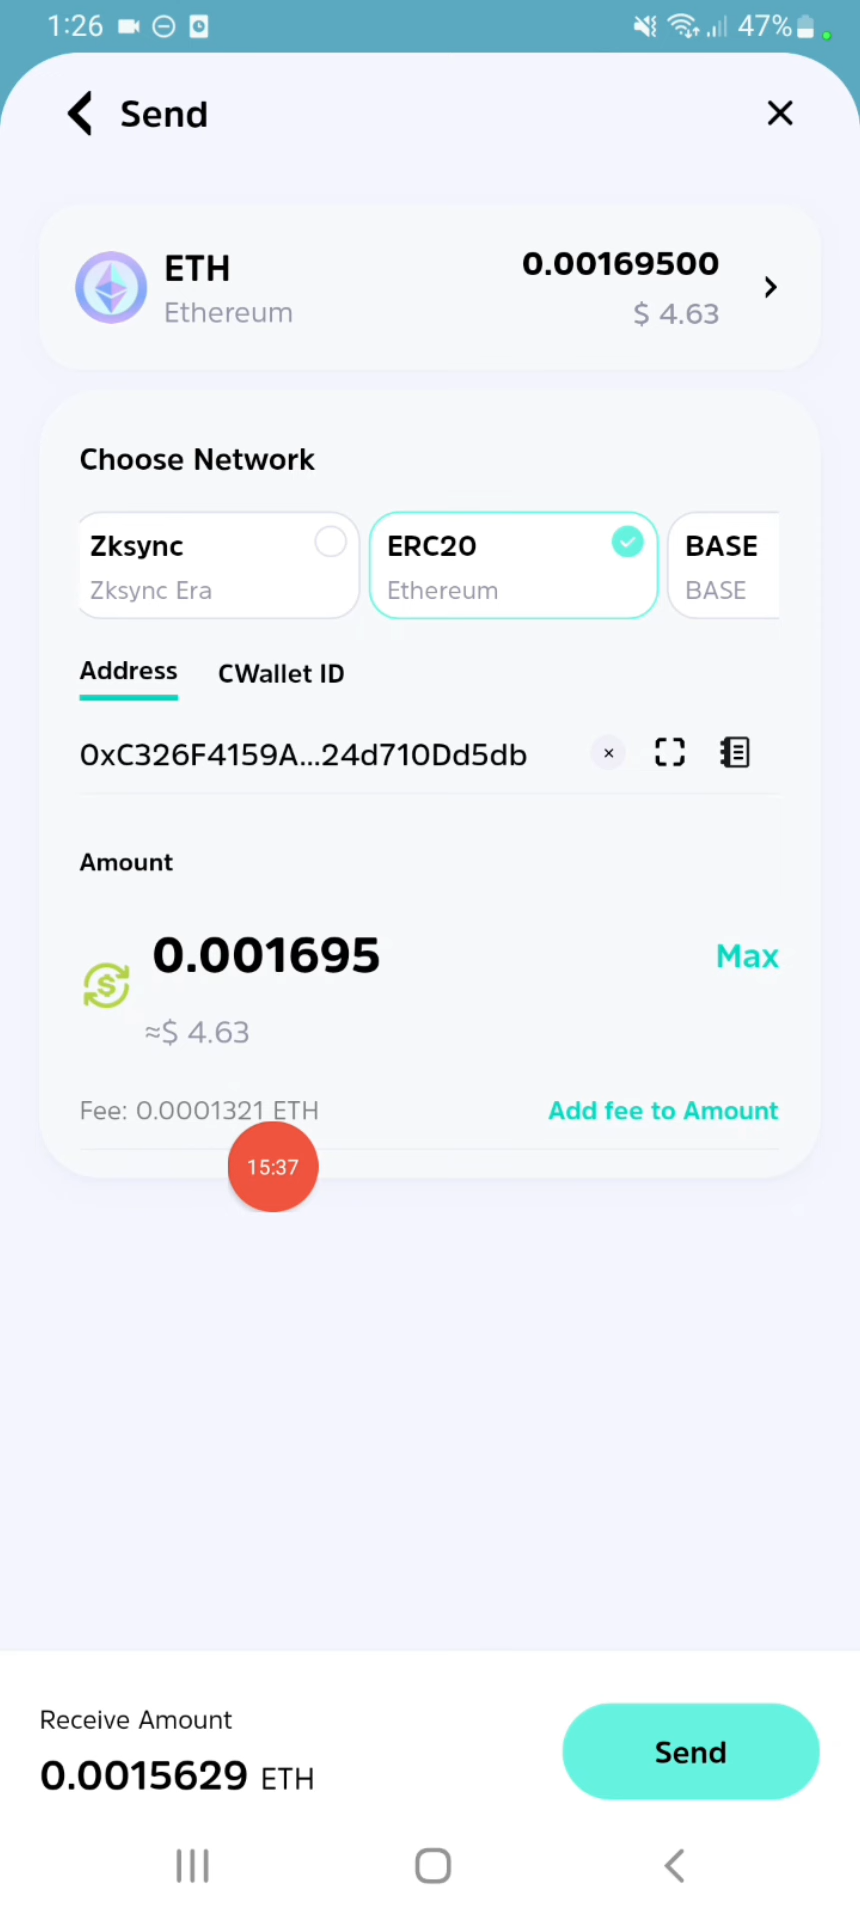 1:26
47%
Send
ETH
0.00169500
Ethereum
$ 4.63
Choose Network
Zksync
ERC20
BASE
Zksync Era
Ethereum
BASE
Address
CWallet ID
0xC326F4159A...24d710Dd5db
Amount
0.001695
Max
≈$ 4.63
Fee: 0.0001321 ETH
Add fee to Amount
15:37
Receive Amount
0.0015629 ETH
Send